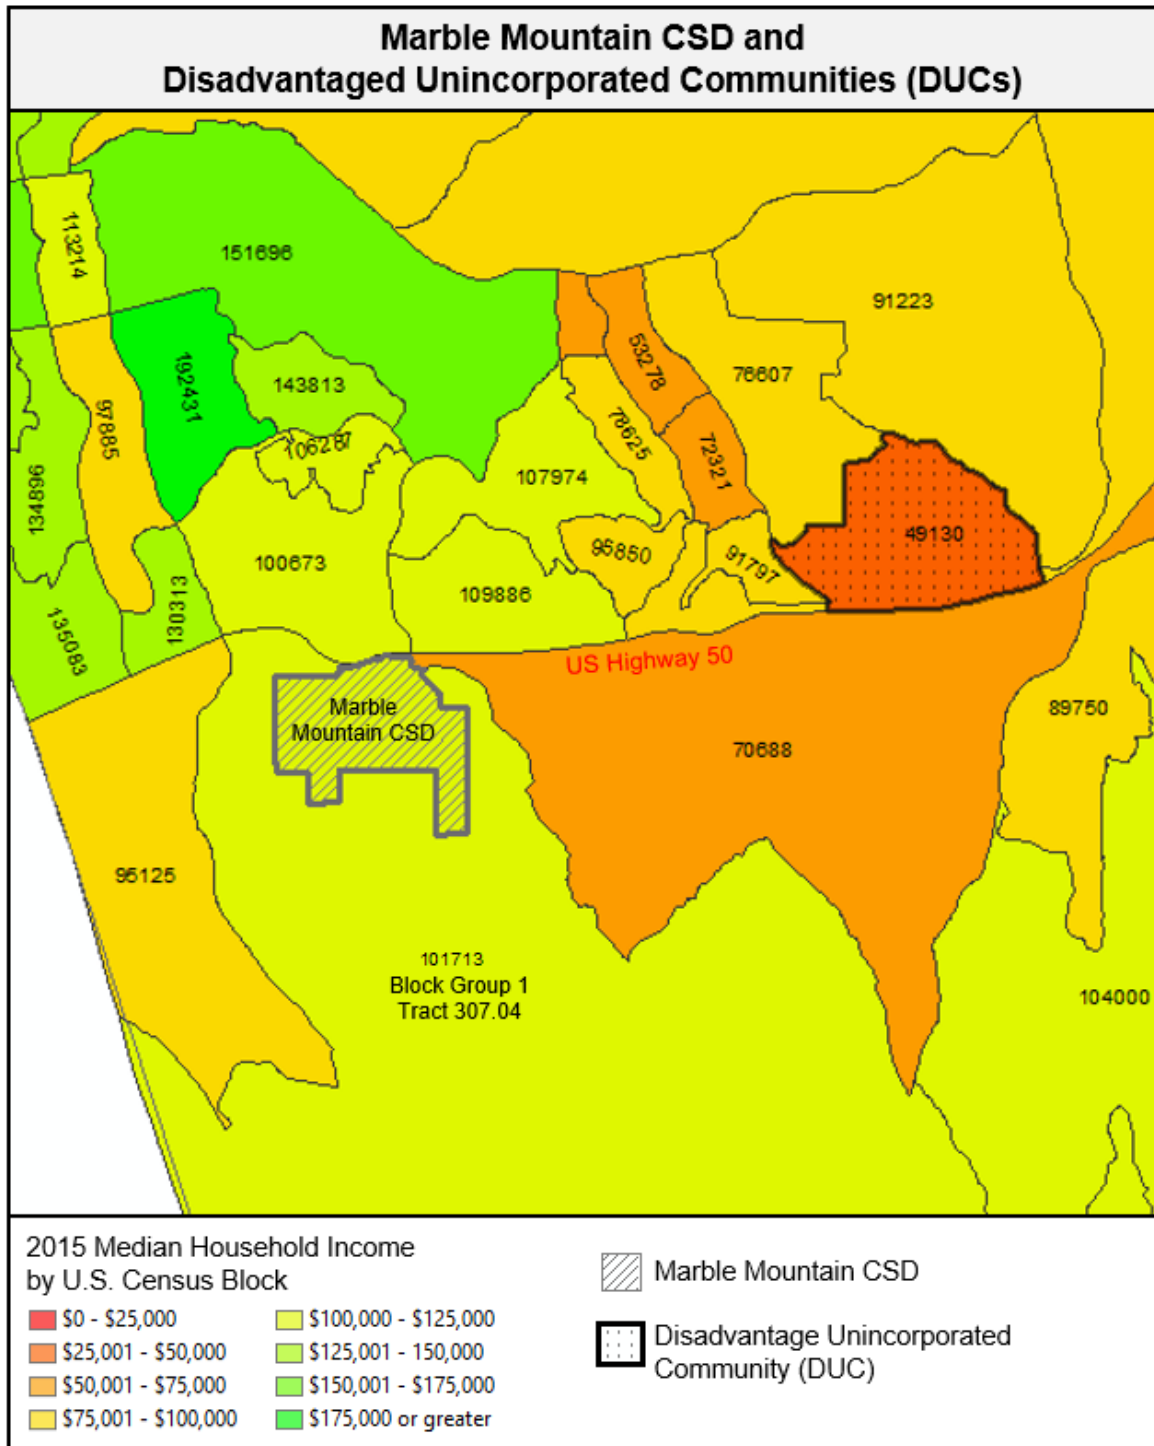 Marble Mountain CSD and
Disadvantaged Unincorporated Communities (DUCs)
113214
151696
91223
192431
53278
76607
143813
97885
78625
72321
106287
107974
134896
49130
95850
91797
100673
109886
130313
135083
US Highway 50
Marble
Mountain CSD
89750
70688
95125
101713
Block Group 1
Tract 307.04
104000
2015 Median Household Income
by U.S. Census Block
$0 - $25,000
$25,001 - $50,000
$50,001 - $75,000
$75,001 - $100,000
$100,000 - $125,000
$125,001 - 150,000
$150,001 - $175,000
$175,000 or greater
Marble Mountain CSD
Disadvantage Unincorporated
Community (DUC)